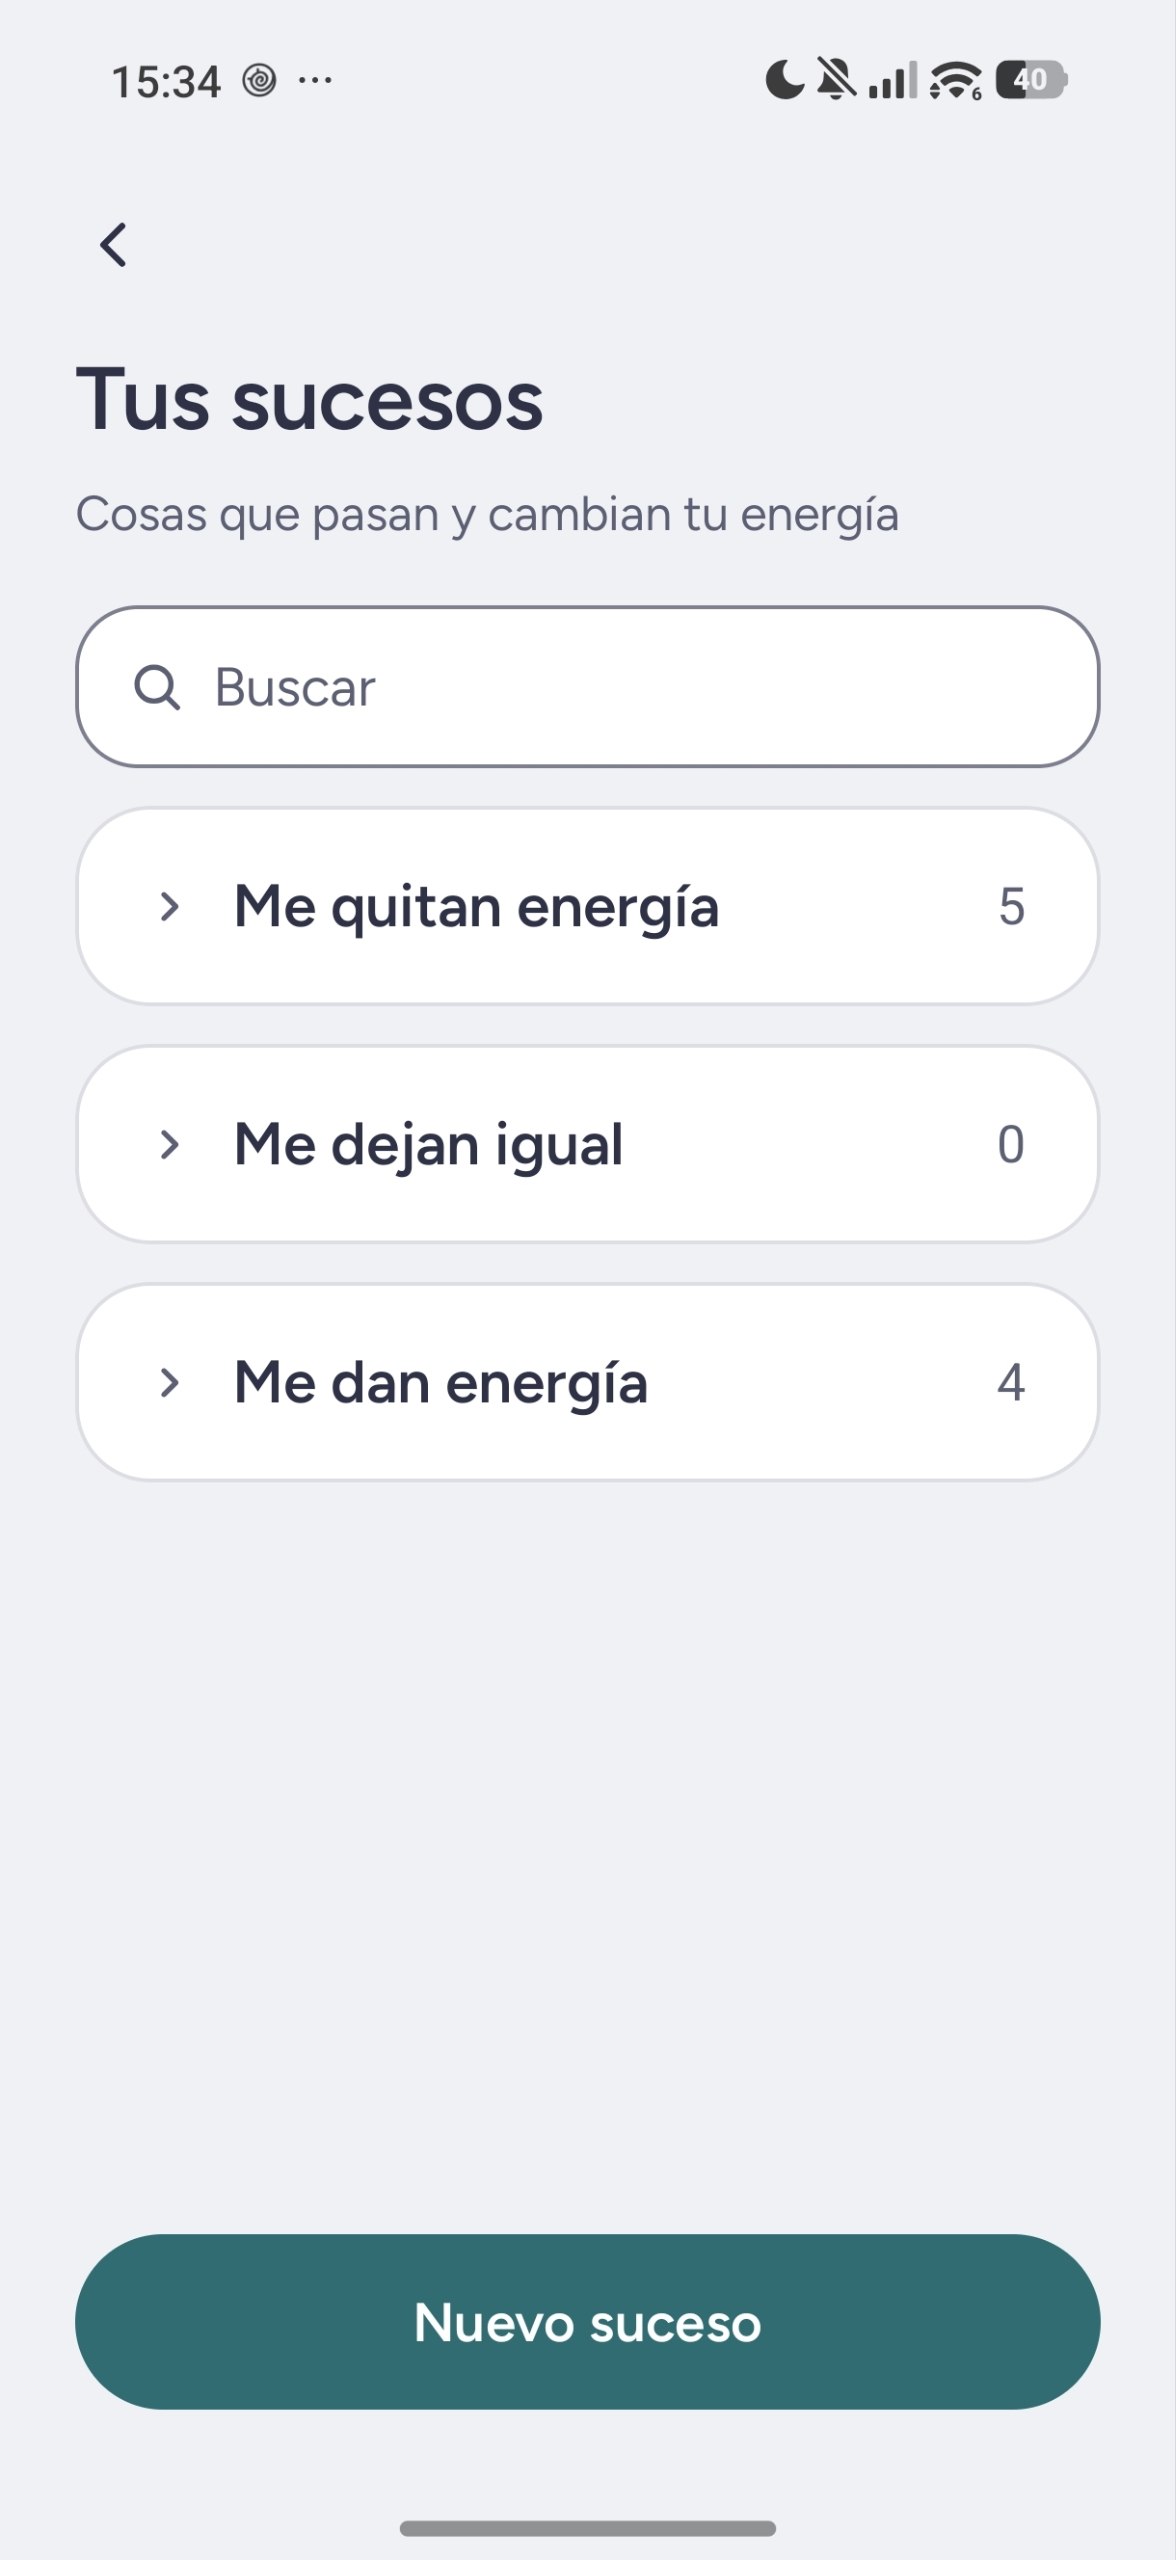 15:34
6
40
Tus sucesos
Cosas que pasan y cambian tu energía
Buscar
Me quitan energía 5
Me dejan igual 0
Me dan energía 4
Nuevo suceso